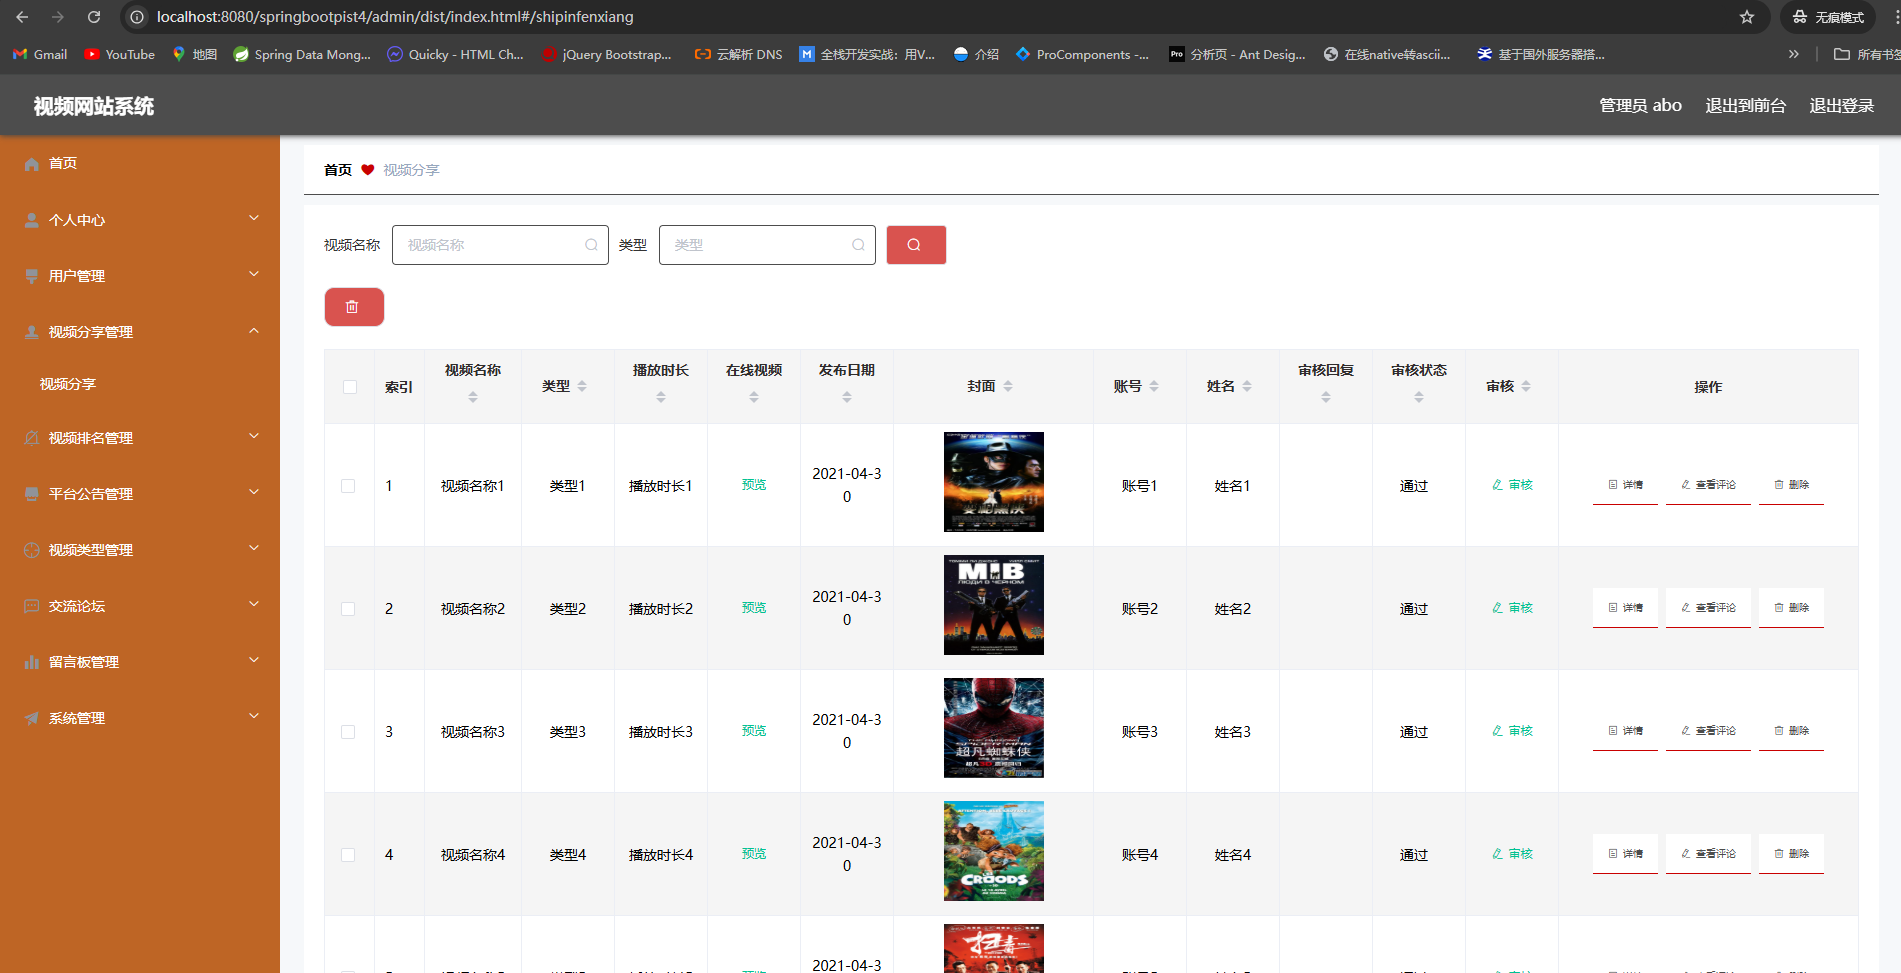 localhost:8080/springbootpist4/admin/dist/index.html#/shipinfenxiang
无痕模式
Gmail
YouTube
地图
Spring Data Mong...
Quicky - HTML Ch...
jQuery Bootstrap...
云解析 DNS
全栈开发实战：用V...
介绍
ProComponents -...
分析页 - Ant Desig...
在线native转ascii...
基于国外服务器搭...
所有书签
视频网站系统
管理员 abo
退出到前台
退出登录
首页
个人中心
用户管理
视频分享管理
视频分享
视频排名管理
平台公告管理
视频类型管理
交流论坛
留言板管理
系统管理
首页 视频分享
视频名称 视频名称 类型 类型
索引 视频名称 类型 播放时长 在线视频 发布日期 封面 账号 姓名 审核回复 审核状态 审核 操作
1 视频名称1 类型1 播放时长1 预览 2021-04-30 账号1 姓名1 通过 审核 详情 查看评论 删除
2 视频名称2 类型2 播放时长2 预览 2021-04-30 MIB 账号2 姓名2 通过 审核 详情 查看评论 删除
3 视频名称3 类型3 播放时长3 预览 2021-04-30 超凡蜘蛛侠 账号3 姓名3 通过 审核 详情 查看评论 删除
4 视频名称4 类型4 播放时长4 预览 2021-04-30 CROODS 账号4 姓名4 通过 审核 详情 查看评论 删除
2021-04-3 扫毒